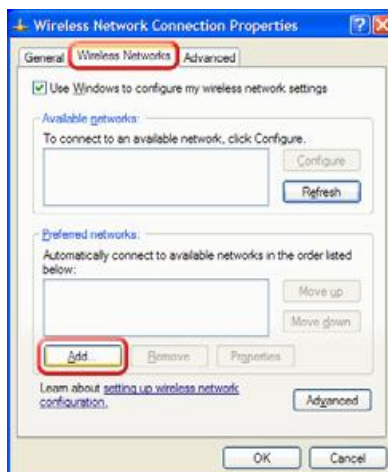 Wireless Network Connection Properties
General Wireless Networks Advanced
Use Windows to configure my wireless network settings
Available networks:
To connect to an available network, click Configure.
Configure
Refresh
Preferred networks:
Automatically connect to available networks in the order listed
below:
Move up
Move down
Add... Remove Properties
Learn about setting up wireless network
configuration.
Advanced
OK Cancel